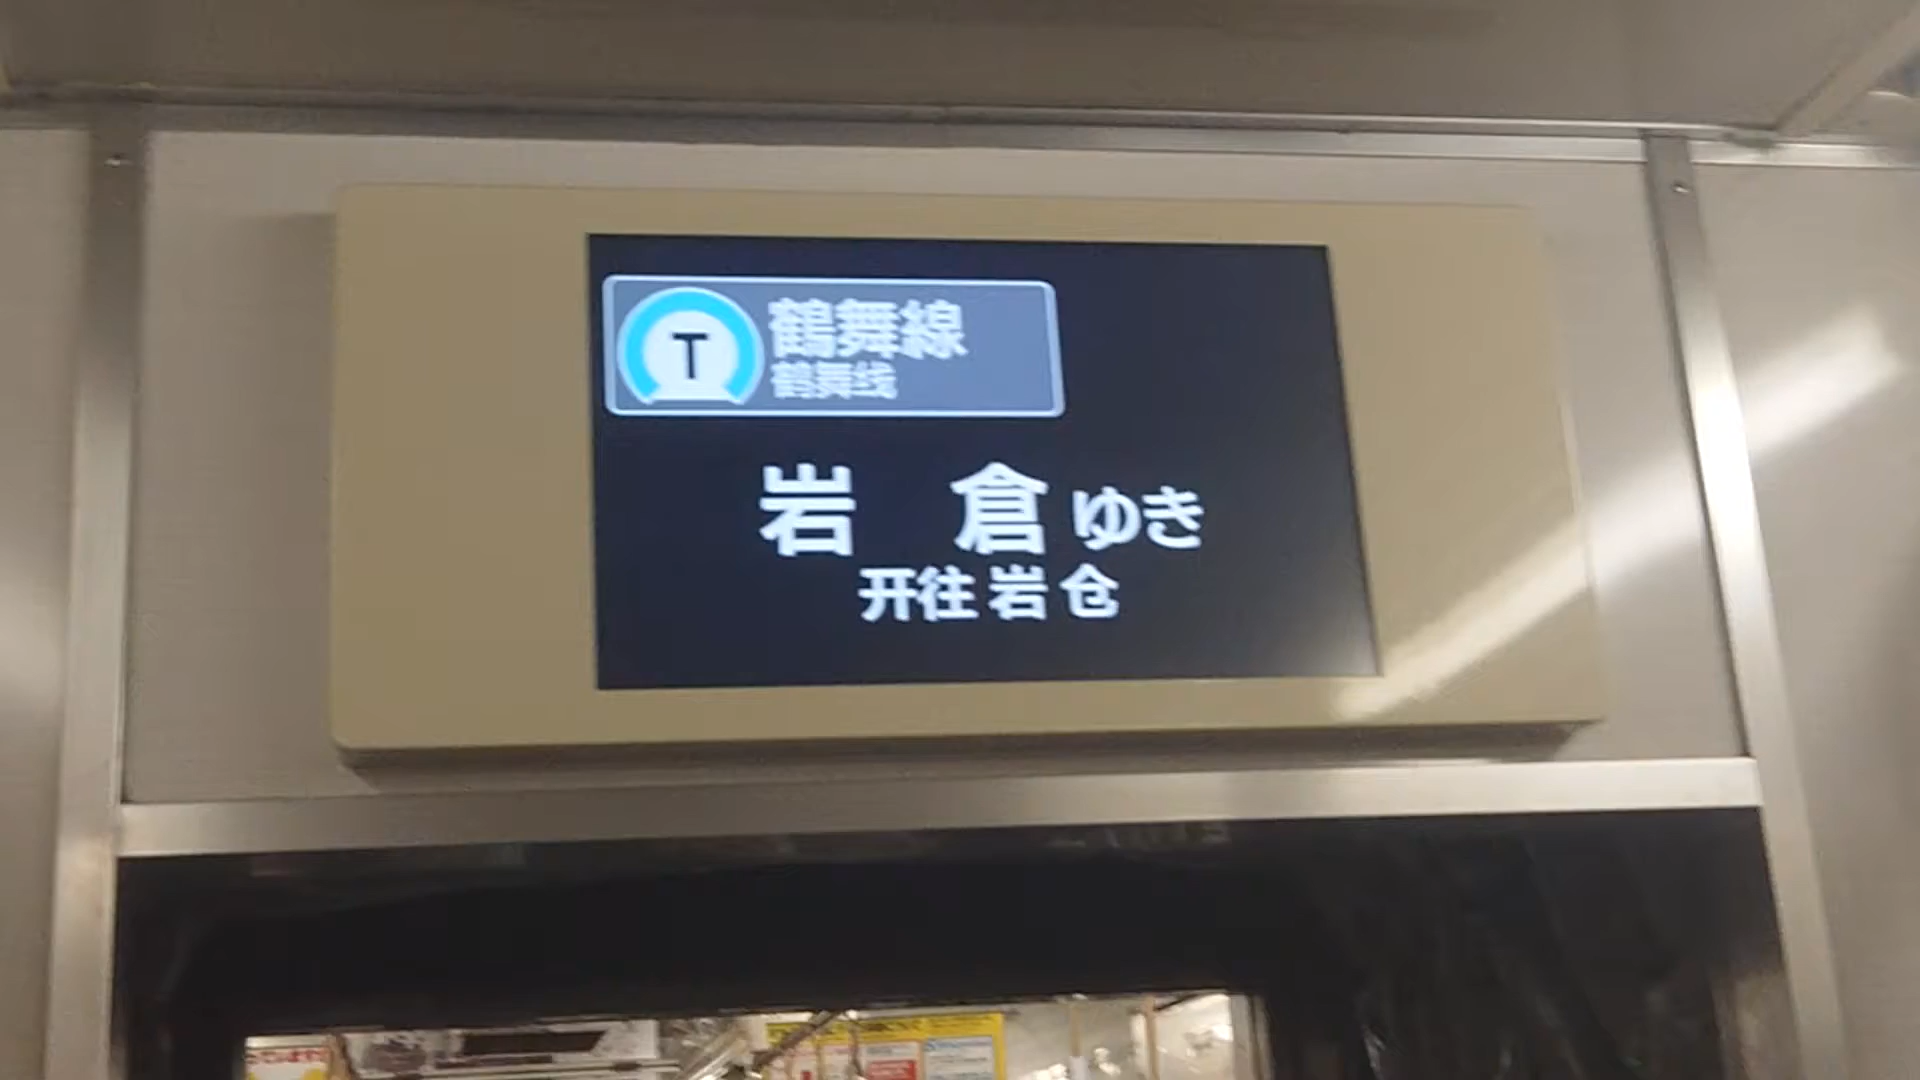 T
鶴舞線
鹤舞线
岩 倉 ゆき
开往 岩 仓